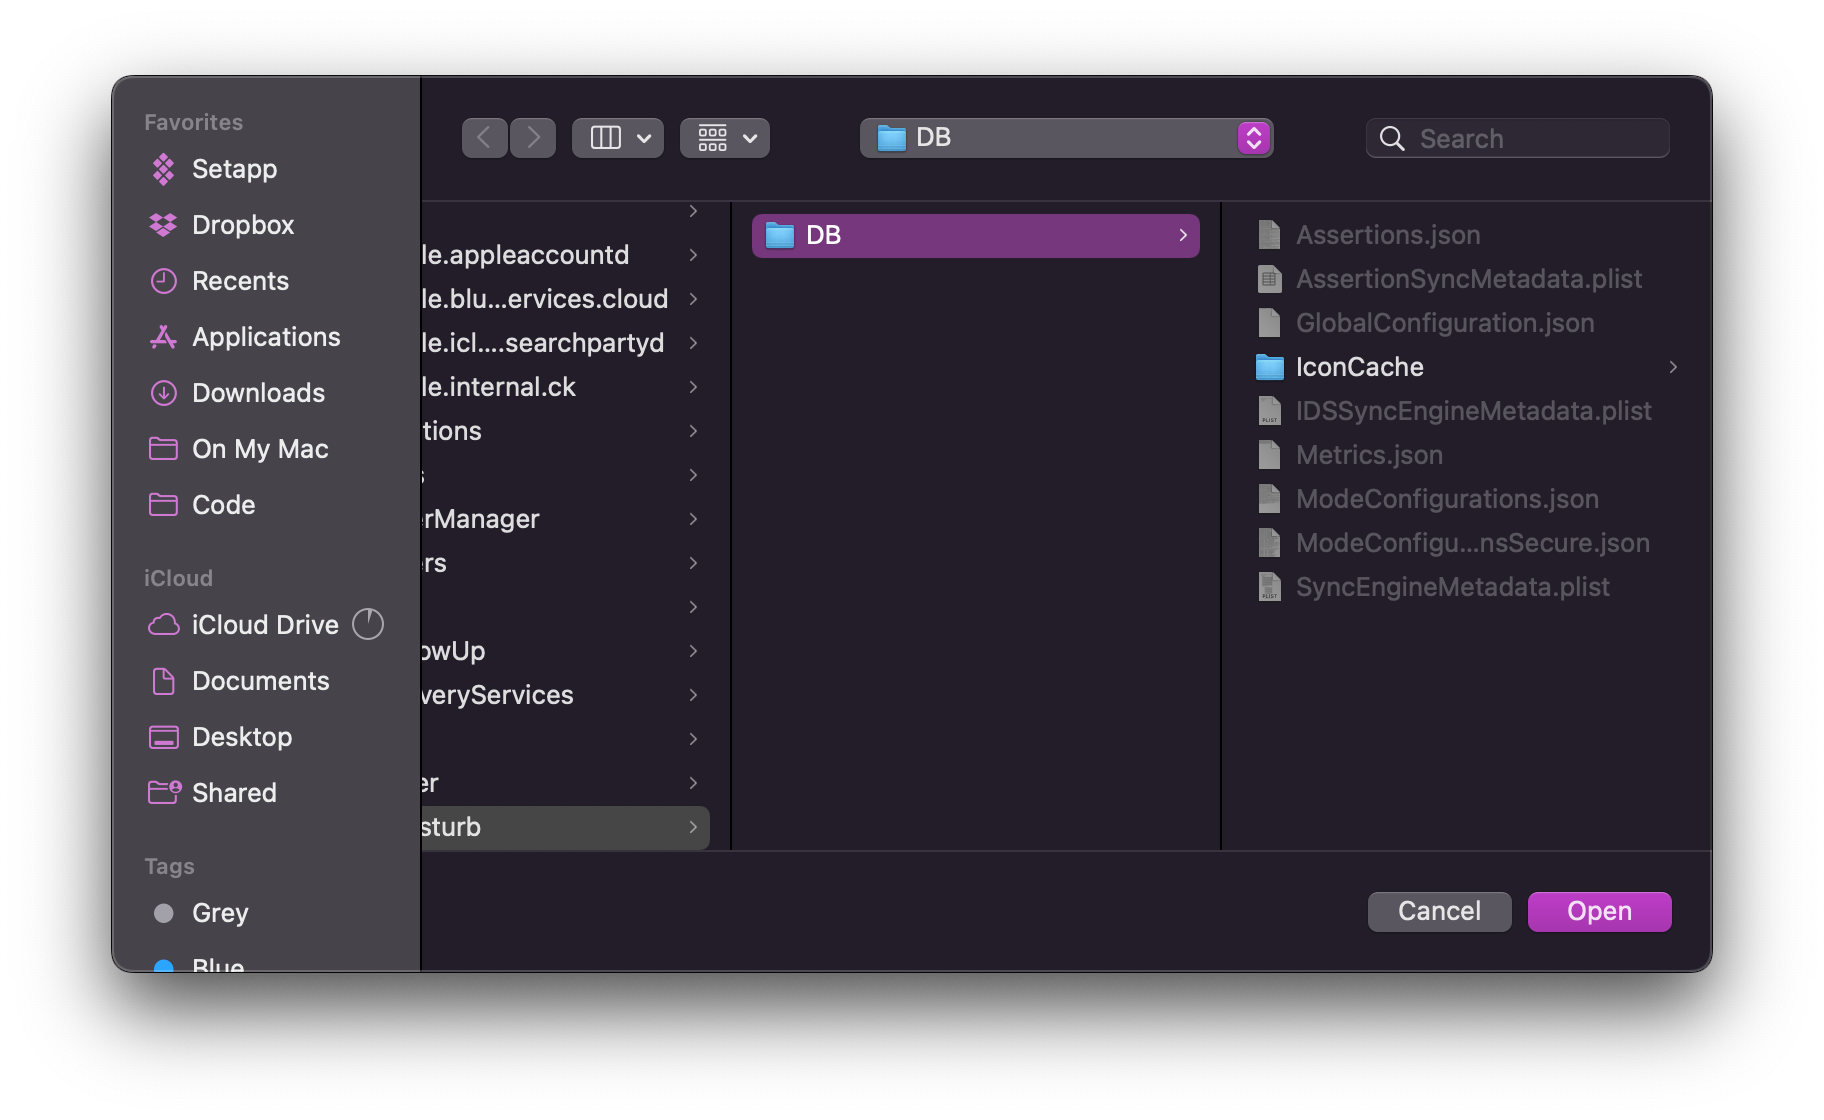 Favorites
Setapp
Dropbox
Recents
Applications
Downloads
On My Mac
Code
iCloud
iCloud Drive
Documents
Desktop
Shared
Tags
Grey
Blue
DB
Search
le.appleaccountd
le.blu...ervices.cloud
le.icl....searchpartyd
le.internal.ck
tions
s
erManager
ers
owUp
veryServices
er
sturb
DB
Assertions.json
AssertionSyncMetadata.plist
GlobalConfiguration.json
IconCache
IDSSyncEngineMetadata.plist
Metrics.json
ModeConfigurations.json
ModeConfigu...nsSecure.json
SyncEngineMetadata.plist
Cancel
Open